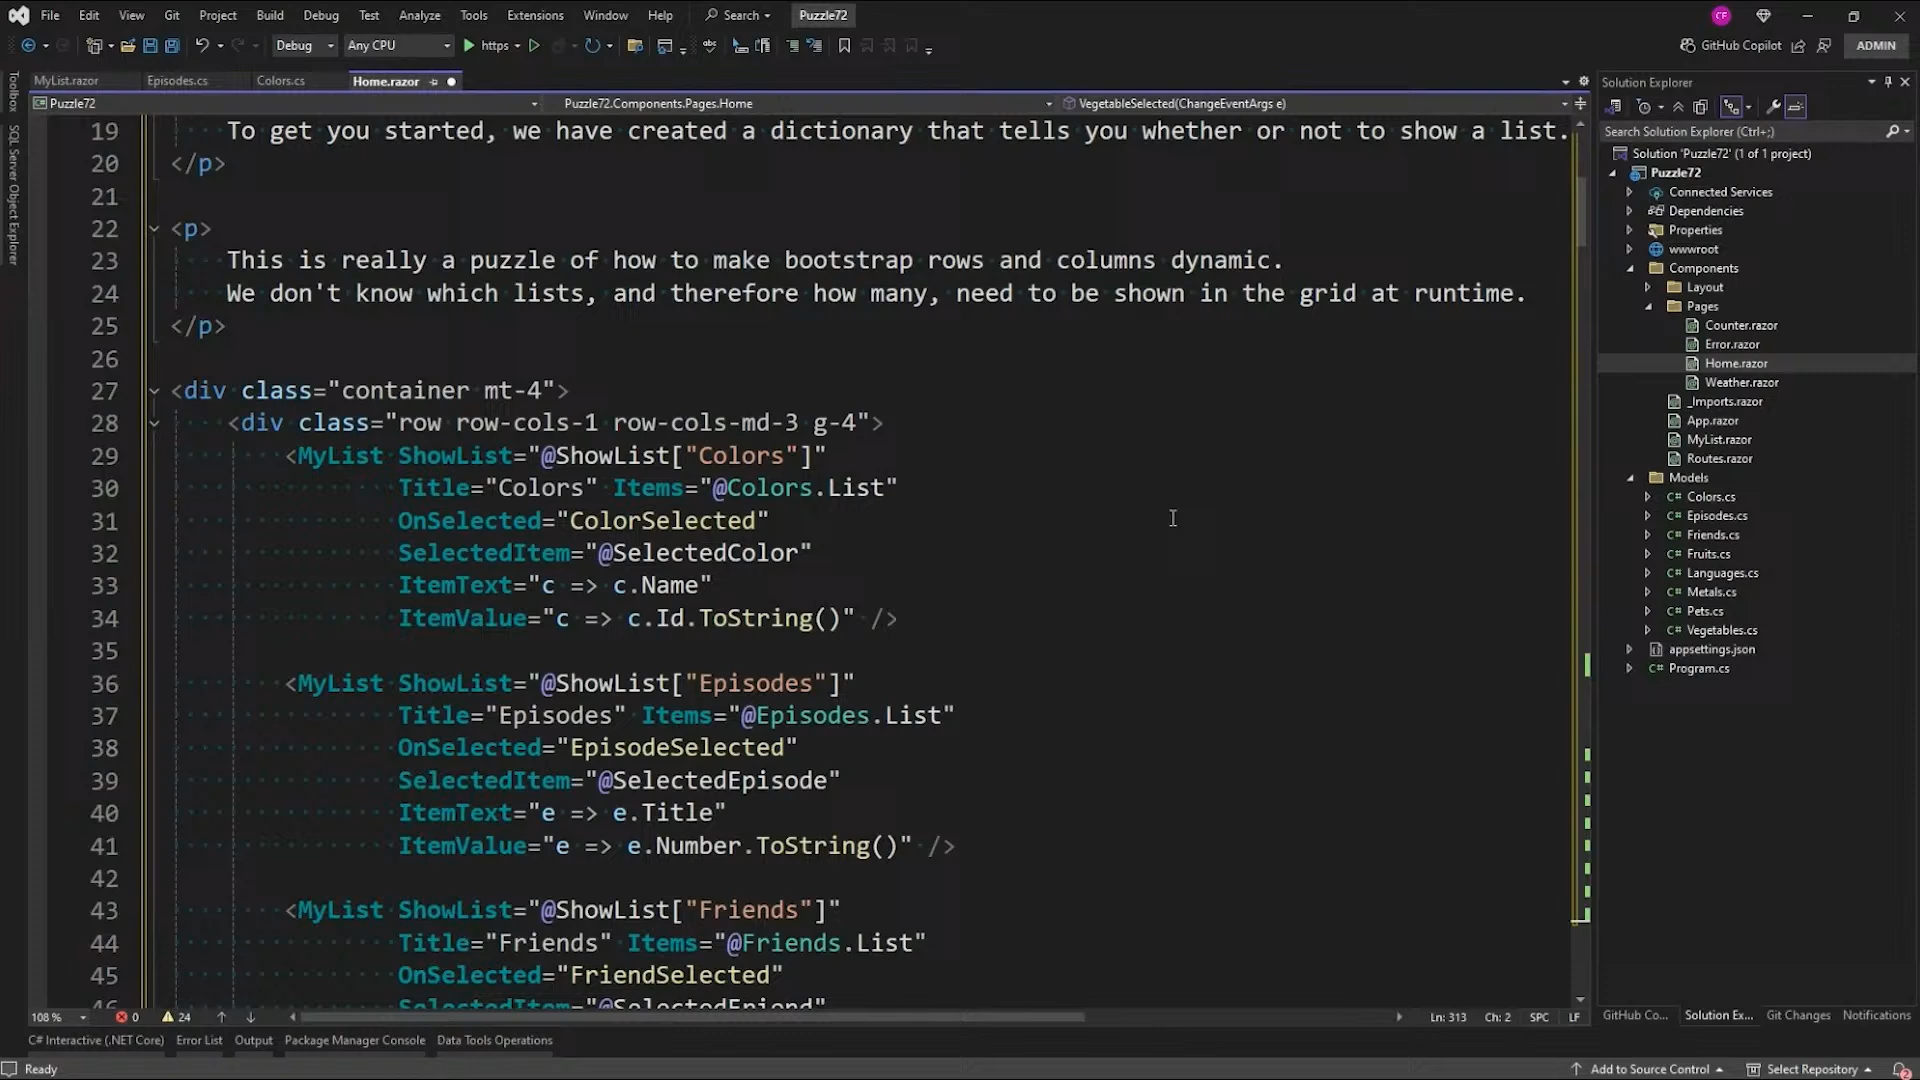 File Edit View Git Project Build Debug Test Analyze Tools Extensions Window Help Search Puzzle72 CF
Debug Any CPU https GitHub Copilot ADMIN
MyList.razor Episodes.cs Colors.cs Home.razor
Puzzle72 Puzzle72.Components.Pages.Home VegetableSelected(ChangeEventArgs e)
Toolbox
SQL Server Object Explorer
19 To get you started, we have created a dictionary that tells you whether or not to show a list.
20 </p>
21
22 <p>
23 This is really a puzzle of how to make bootstrap rows and columns dynamic.
24 We don't know which lists, and therefore how many, need to be shown in the grid at runtime.
25 </p>
26
27 <div class="container mt-4">
28 <div class="row row-cols-1 row-cols-md-3 g-4">
29 <MyList ShowList="@ShowList["Colors"]"
30 Title="Colors" Items="@Colors.List"
31 OnSelected="ColorSelected"
32 SelectedItem="@SelectedColor"
33 ItemText="c => c.Name"
34 ItemValue="c => c.Id.ToString()" />
35
36 <MyList ShowList="@ShowList["Episodes"]"
37 Title="Episodes" Items="@Episodes.List"
38 OnSelected="EpisodeSelected"
39 SelectedItem="@SelectedEpisode"
40 ItemText="e => e.Title"
41 ItemValue="e => e.Number.ToString()" />
42
43 <MyList ShowList="@ShowList["Friends"]"
44 Title="Friends" Items="@Friends.List"
45 OnSelected="FriendSelected"
46 SelectedItem="@SelectedFriend"
Solution Explorer
Search Solution Explorer (Ctrl+;)
Solution 'Puzzle72' (1 of 1 project)
Puzzle72
Connected Services
Dependencies
Properties
wwwroot
Components
Layout
Pages
Counter.razor
Error.razor
Home.razor
Weather.razor
_Imports.razor
App.razor
MyList.razor
Routes.razor
Models
C# Colors.cs
C# Episodes.cs
C# Friends.cs
C# Fruits.cs
C# Languages.cs
C# Metals.cs
C# Pets.cs
C# Vegetables.cs
appsettings.json
C# Program.cs
108 % 0 24 Ln: 313 Ch: 2 SPC LF
GitHub Co... Solution Ex... Git Changes Notifications
C# Interactive (.NET Core) Error List Output Package Manager Console Data Tools Operations
Ready Add to Source Control Select Repository 2